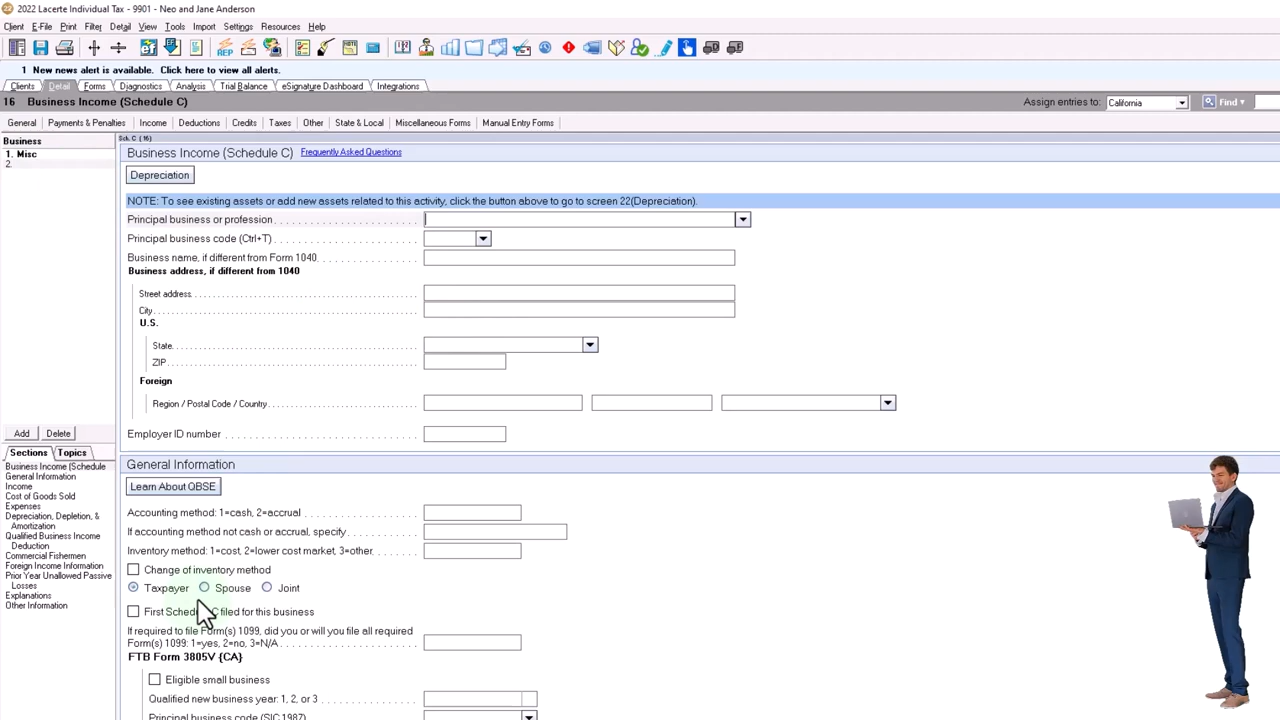 2022 Lacerte Individual Tax - 9901 - Neo and Jane Anderson
Client E-File Print Filter Detail View Tools Import Settings Resources Help
1 New news alert is available. Click here to view all alerts.
Clients Detail Forms Diagnostics Analysis Trial Balance eSignature Dashboard Integrations
16 Business Income (Schedule C) Assign entries to: California Find
General Payments & Penalties Income Deductions Credits Taxes Other State & Local Miscellaneous Forms Manual Entry Forms
Business
1. Misc
2.
Add Delete
Sections Topics
Business Income (Schedule
General Information
Income
Cost of Goods Sold
Expenses
Depreciation, Depletion, &
Amortization
Qualified Business Income
Deduction
Commercial Fishermen
Foreign Income Information
Prior Year Unallowed Passive
Losses
Explanations
Other Information
Sch. C (16)
Business Income (Schedule C) Frequently Asked Questions
Depreciation
NOTE: To see existing assets or add new assets related to this activity, click the button above to go to screen 22(Depreciation).
Principal business or profession
Principal business code (Ctrl+T)
Business name, if different from Form 1040
Business address, if different from 1040
Street address
City
U.S.
State
ZIP
Foreign
Region / Postal Code / Country
Employer ID number
General Information
Learn About QBSE
Accounting method: 1=cash, 2=accrual
If accounting method not cash or accrual, specify
Inventory method: 1=cost, 2=lower cost market, 3=other
Change of inventory method
Taxpayer Spouse Joint
First filed for this business
If required to file Form(s) 1099, did you or will you file all required
Form(s) 1099: 1=yes, 2=no, 3=N/A
FTB Form 3805V {CA}
Eligible small business
Qualified new business year: 1, 2, or 3
Principal business code (SIC 1987)